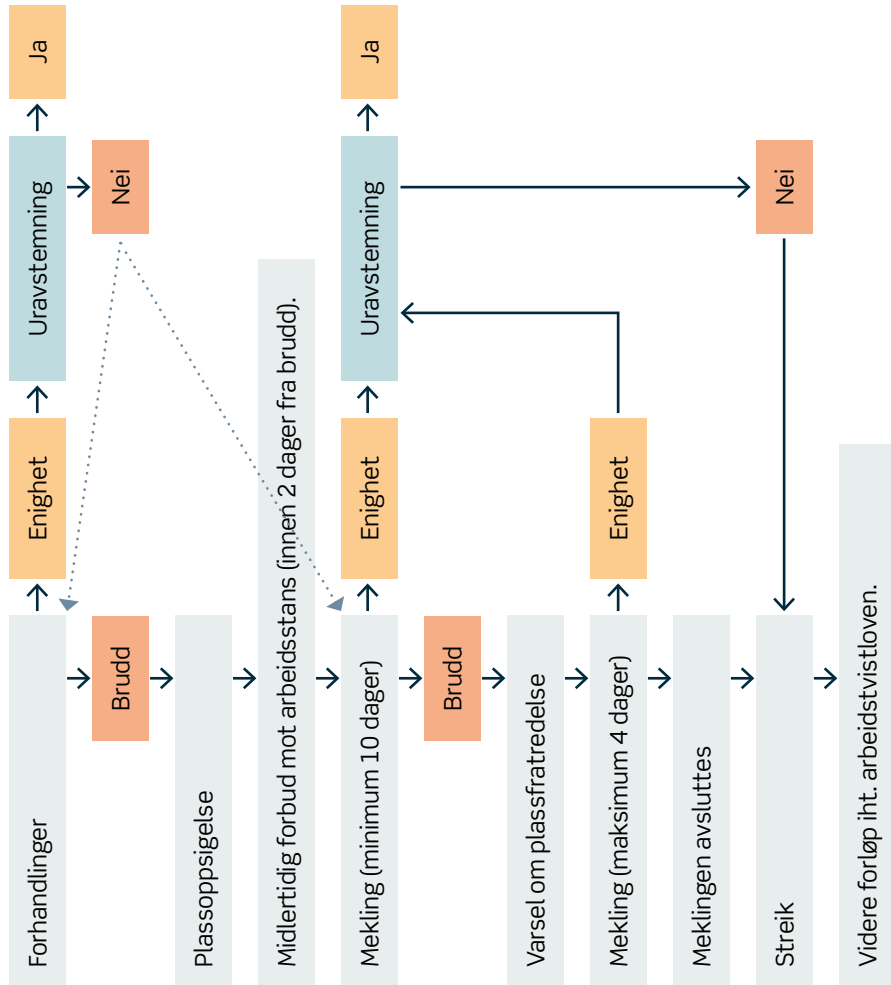 Forhandlinger
Enighet
Uravstemning
Ja
Brudd
Nei
Plassoppsigelse
Midlertidig forbud mot arbeidsstans (innen 2 dager fra brudd).
Mekling (minimum 10 dager)
Enighet
Uravstemning
Ja
Brudd
Varsel om plassfratredelse
Mekling (maksimum 4 dager)
Enighet
Meklingen avsluttes
Streik
Nei
Videre forløp iht. arbeidstvistloven.